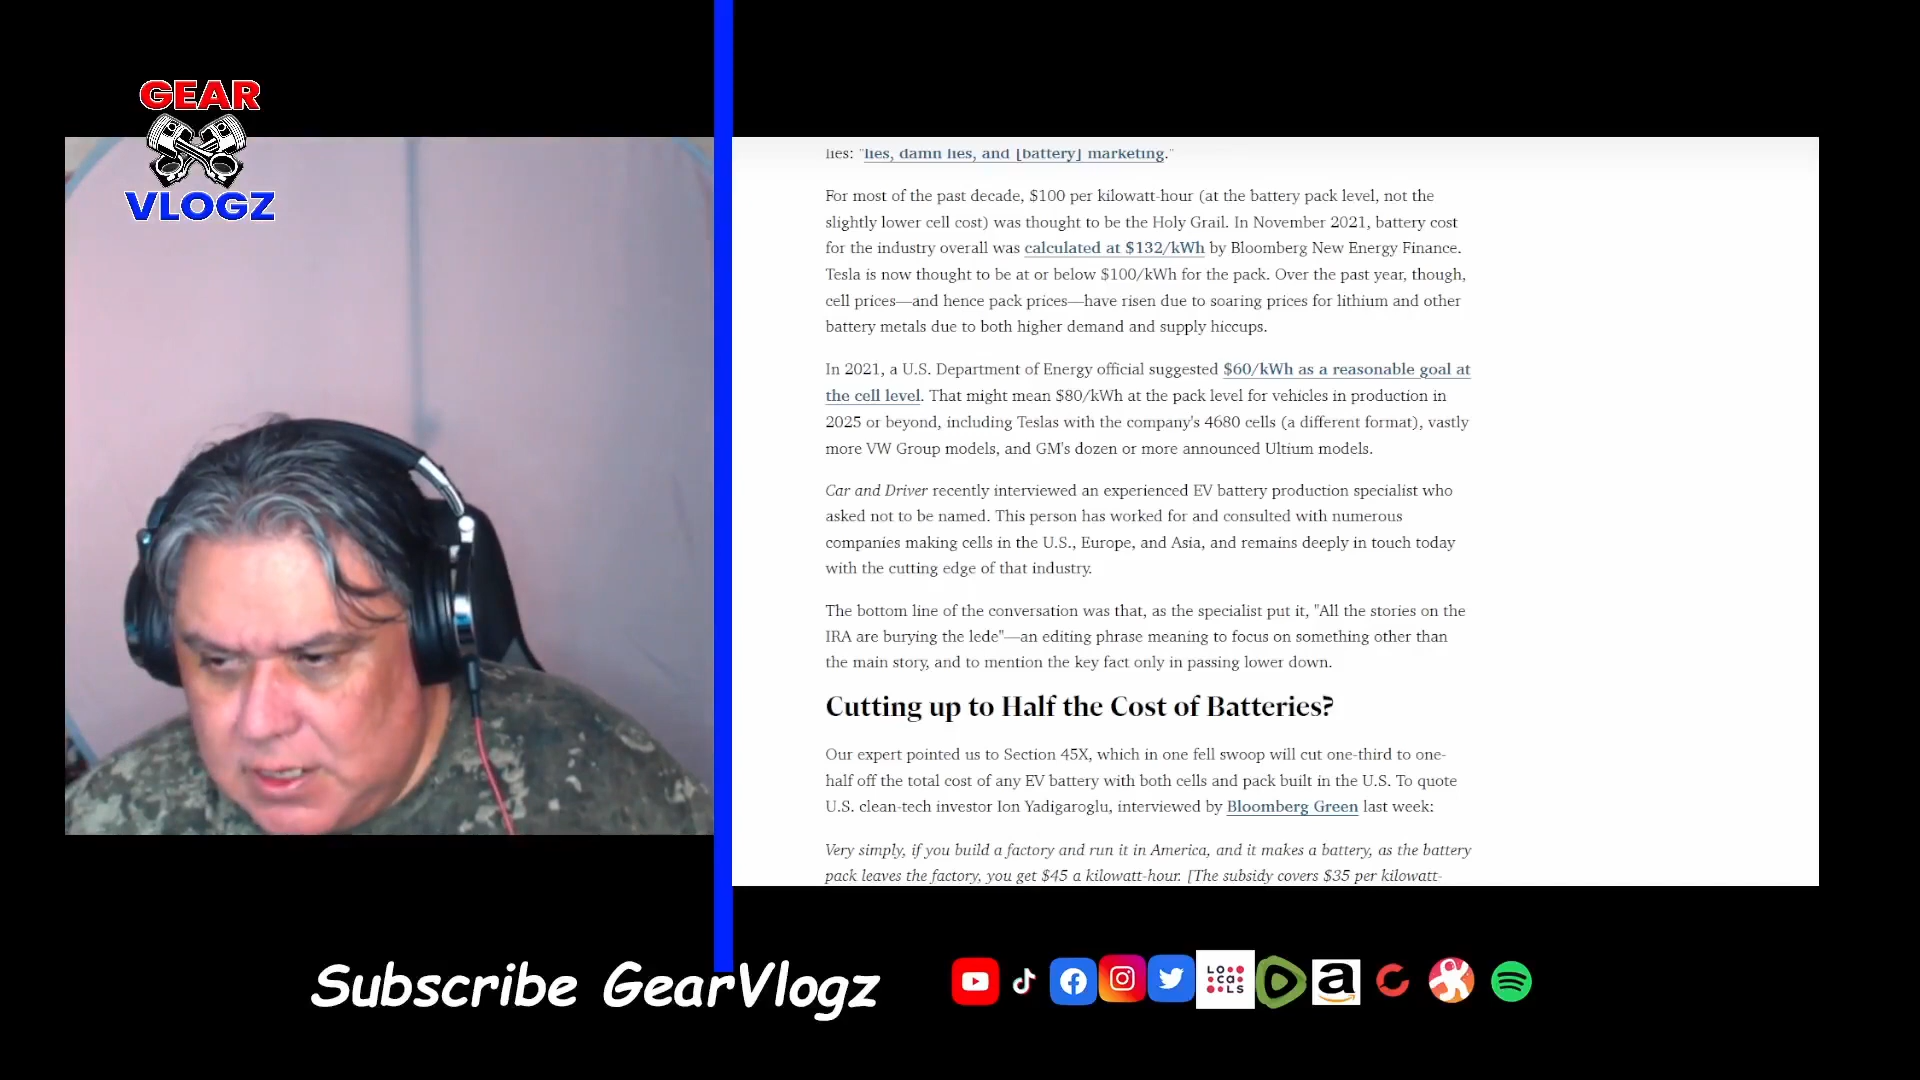 GEAR
VLOGZ
lies: "lies, damn lies, and [battery] marketing."
For most of the past decade, $100 per kilowatt-hour (at the battery pack level, not the
slightly lower cell cost) was thought to be the Holy Grail. In November 2021, battery cost
for the industry overall was calculated at $132/kWh by Bloomberg New Energy Finance.
Tesla is now thought to be at or below $100/kWh for the pack. Over the past year, though,
cell prices—and hence pack prices—have risen due to soaring prices for lithium and other
battery metals due to both higher demand and supply hiccups.
In 2021, a U.S. Department of Energy official suggested $60/kWh as a reasonable goal at
the cell level. That might mean $80/kWh at the pack level for vehicles in production in
2025 or beyond, including Teslas with the company's 4680 cells (a different format), vastly
more VW Group models, and GM's dozen or more announced Ultium models.
Car and Driver recently interviewed an experienced EV battery production specialist who
asked not to be named. This person has worked for and consulted with numerous
companies making cells in the U.S., Europe, and Asia, and remains deeply in touch today
with the cutting edge of that industry.
The bottom line of the conversation was that, as the specialist put it, "All the stories on the
IRA are burying the lede"—an editing phrase meaning to focus on something other than
the main story, and to mention the key fact only in passing lower down.
Cutting up to Half the Cost of Batteries?
Our expert pointed us to Section 45X, which in one fell swoop will cut one-third to one-
half off the total cost of any EV battery with both cells and pack built in the U.S. To quote
U.S. clean-tech investor Ion Yadigaroglu, interviewed by Bloomberg Green last week:
Very simply, if you build a factory and run it in America, and it makes a battery, as the battery
pack leaves the factory, you get $45 a kilowatt-hour. [The subsidy covers $35 per kilowatt-
Subscribe GearVlogz
LO
CA
LS
a